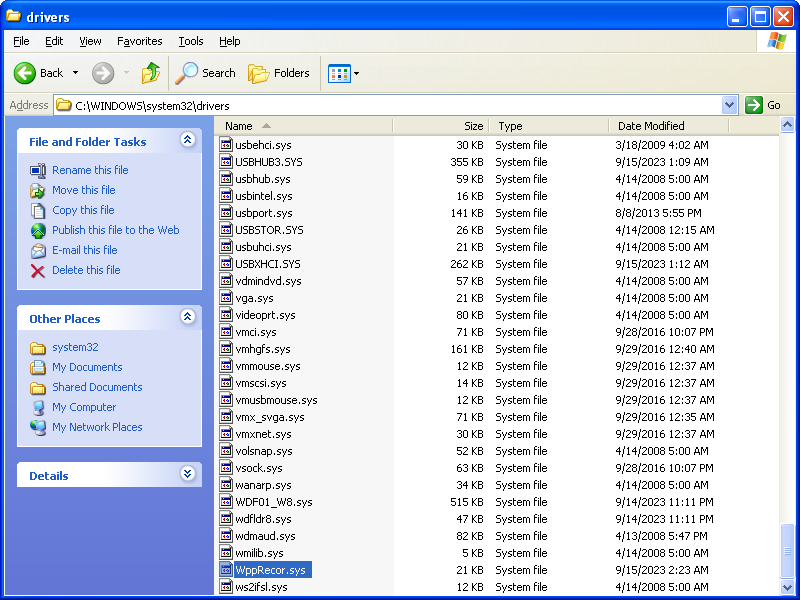 drivers
File Edit View Favorites Tools Help
Back Search Folders
Address C:\WINDOWS\system32\drivers Go
File and Folder Tasks
Rename this file
Move this file
Copy this file
Publish this file to the Web
E-mail this file
Delete this file
Other Places
system32
My Documents
Shared Documents
My Computer
My Network Places
Details
Name Size Type Date Modified
usbehci.sys 30 KB System file 3/18/2009 4:02 AM
USBHUB3.SYS 355 KB System file 9/15/2023 1:09 AM
usbhub.sys 59 KB System file 4/14/2008 5:00 AM
usbintel.sys 16 KB System file 4/14/2008 5:00 AM
usbport.sys 141 KB System file 8/8/2013 5:55 PM
USBSTOR.SYS 26 KB System file 4/14/2008 12:15 AM
usbuhci.sys 21 KB System file 4/14/2008 5:00 AM
USBXHCI.SYS 262 KB System file 9/15/2023 1:12 AM
vdmindvd.sys 57 KB System file 4/14/2008 5:00 AM
vga.sys 21 KB System file 4/14/2008 5:00 AM
videoprt.sys 80 KB System file 4/14/2008 5:00 AM
vmci.sys 71 KB System file 9/28/2016 10:07 PM
vmhgfs.sys 161 KB System file 9/29/2016 12:40 AM
vmmouse.sys 12 KB System file 9/29/2016 12:37 AM
vmscsi.sys 14 KB System file 9/29/2016 12:37 AM
vmusbmouse.sys 12 KB System file 9/29/2016 12:37 AM
vmx_svga.sys 71 KB System file 9/29/2016 12:35 AM
vmxnet.sys 30 KB System file 9/29/2016 12:37 AM
volsnap.sys 52 KB System file 4/14/2008 5:00 AM
vsock.sys 63 KB System file 9/28/2016 10:07 PM
wanarp.sys 34 KB System file 4/14/2008 5:00 AM
WDF01_W8.sys 515 KB System file 9/14/2023 11:11 PM
wdfldr8.sys 47 KB System file 9/14/2023 11:11 PM
wdmaud.sys 82 KB System file 4/13/2008 5:47 PM
wmilib.sys 5 KB System file 4/14/2008 5:00 AM
WppRecor.sys 21 KB System file 9/15/2023 2:23 AM
ws2ifsl.sys 12 KB System file 4/14/2008 5:00 AM